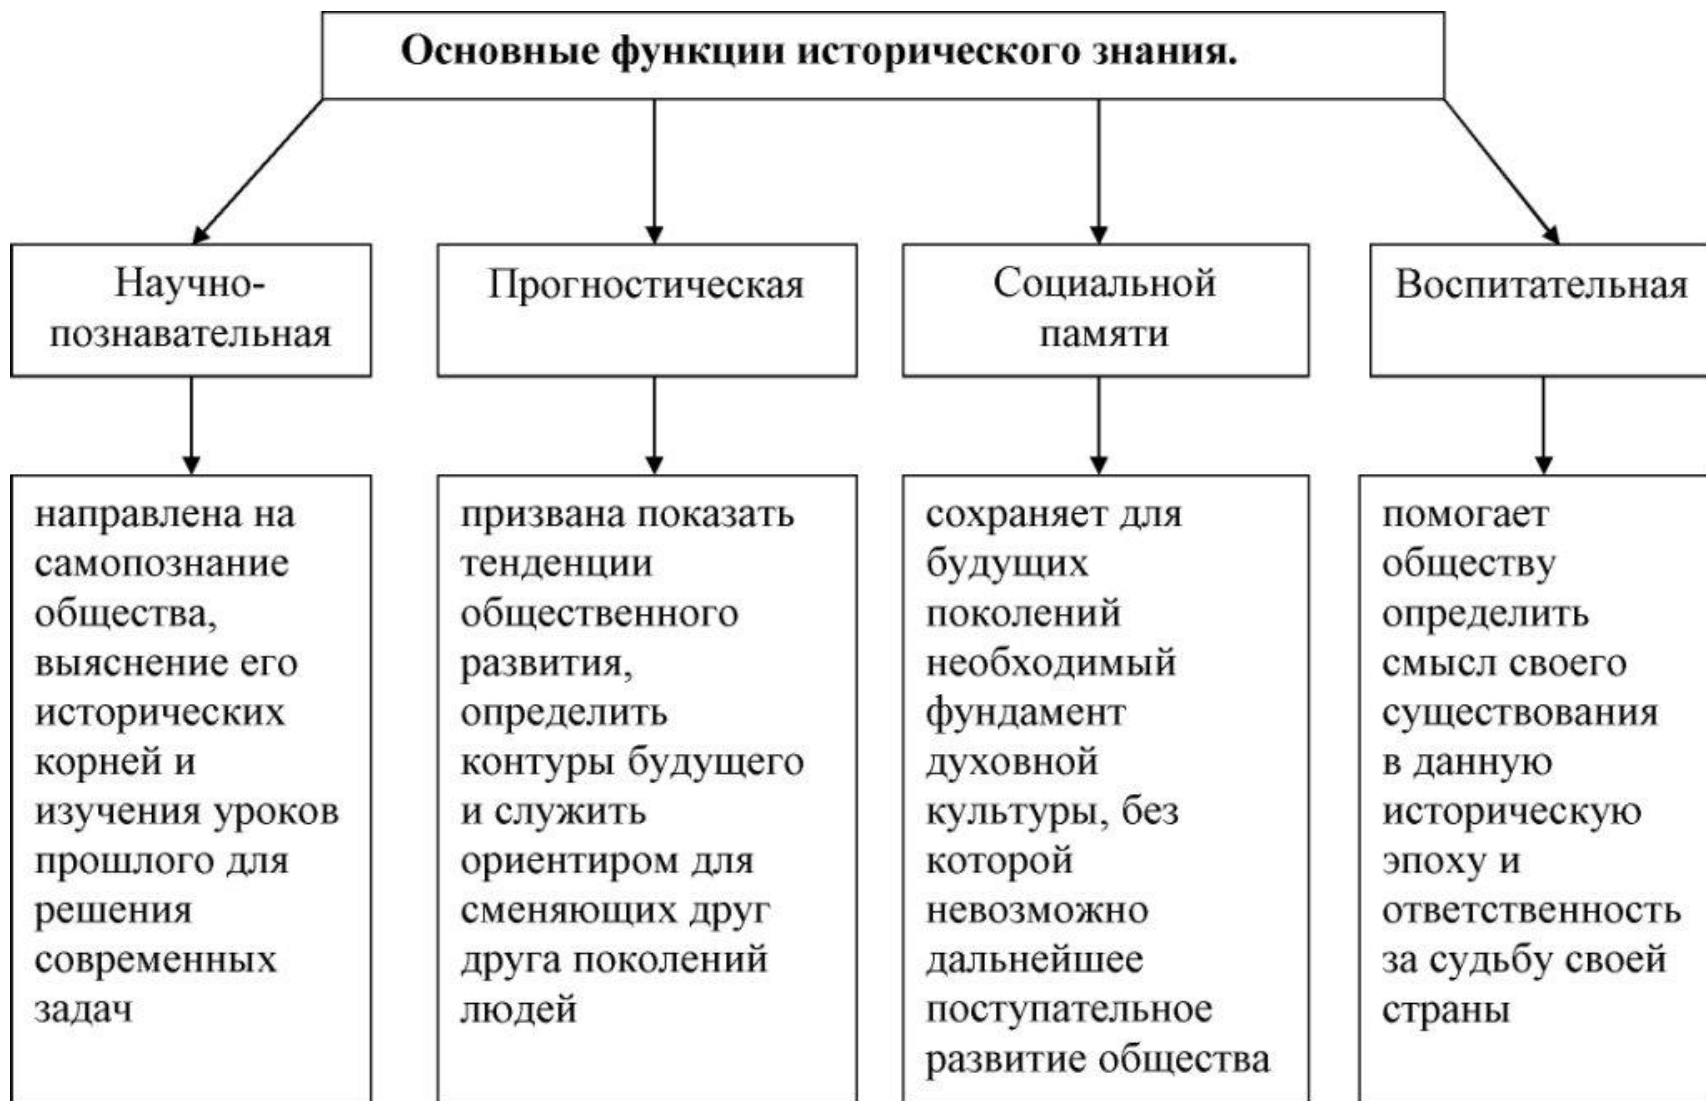 Основные функции исторического знания.
Научно-
познавательная
Прогностическая
Социальной
памяти
Воспитательная
направлена на
самопознание
общества,
выяснение его
исторических
корней и
изучения уроков
прошлого для
решения
современных
задач
призвана показать
тенденции
общественного
развития,
определить
контуры будущего
и служить
ориентиром для
сменяющих друг
друга поколений
людей
сохраняет для
будущих
поколений
необходимый
фундамент
духовной
культуры, без
которой
невозможно
дальнейшее
поступательное
развитие общества
помогает
обществу
определить
смысл своего
существования
в данную
историческую
эпоху и
ответственность
за судьбу своей
страны